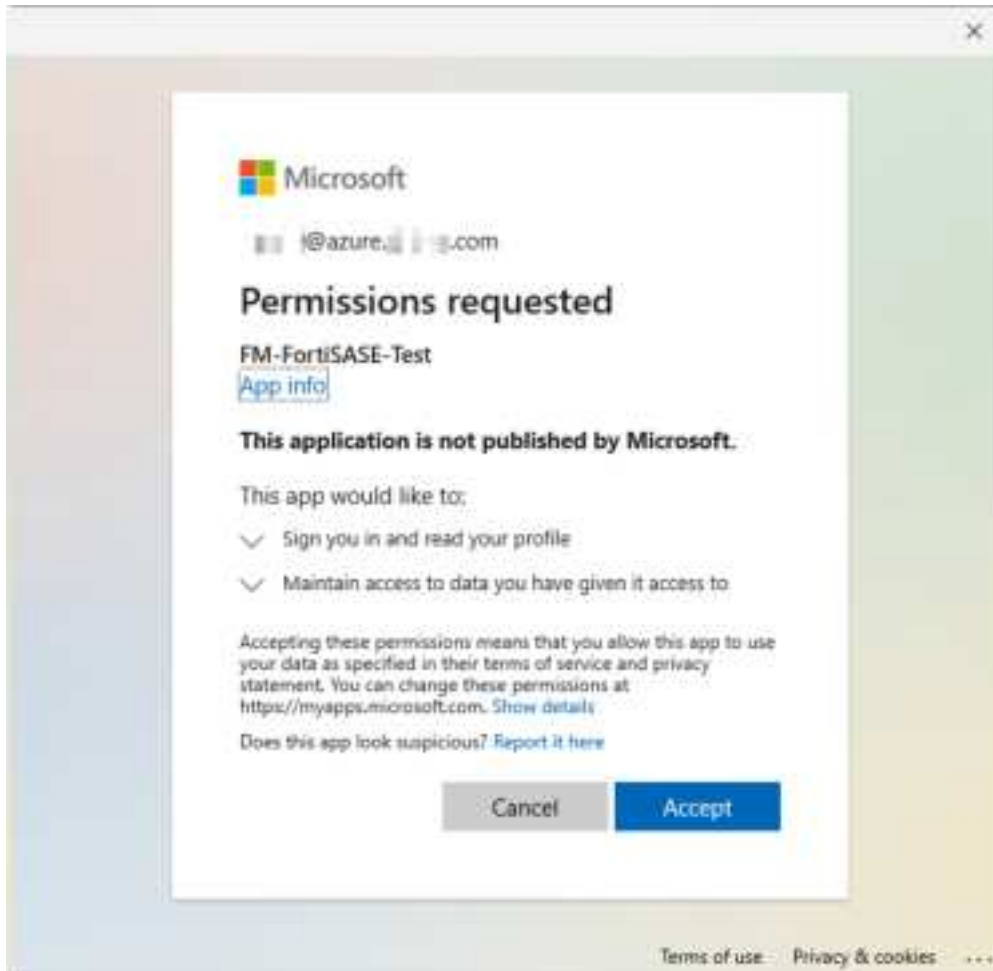 Microsoft
@azure. .com
Permissions requested
FM-FortiSASE-Test
App info
This application is not published by Microsoft.
This app would like to:
Sign you in and read your profile
Maintain access to data you have given it access to
Accepting these permissions means that you allow this app to use
your data as specified in their terms of service and privacy
statement. You can change these permissions at
https://myapps.microsoft.com. Show details
Does this app look suspicious? Report it here
Cancel Accept
Terms of use Privacy & cookies ...